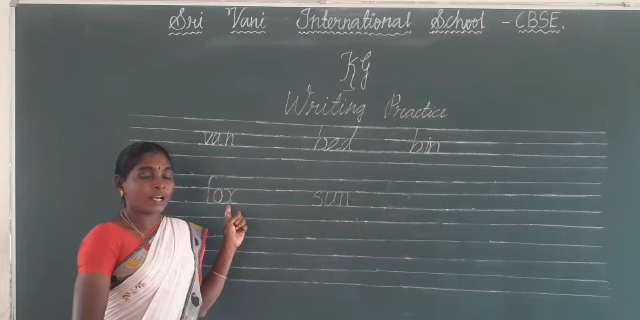 Sri Vani International School - CBSE.
KG
Writing Practice
van bed bin
fox sun